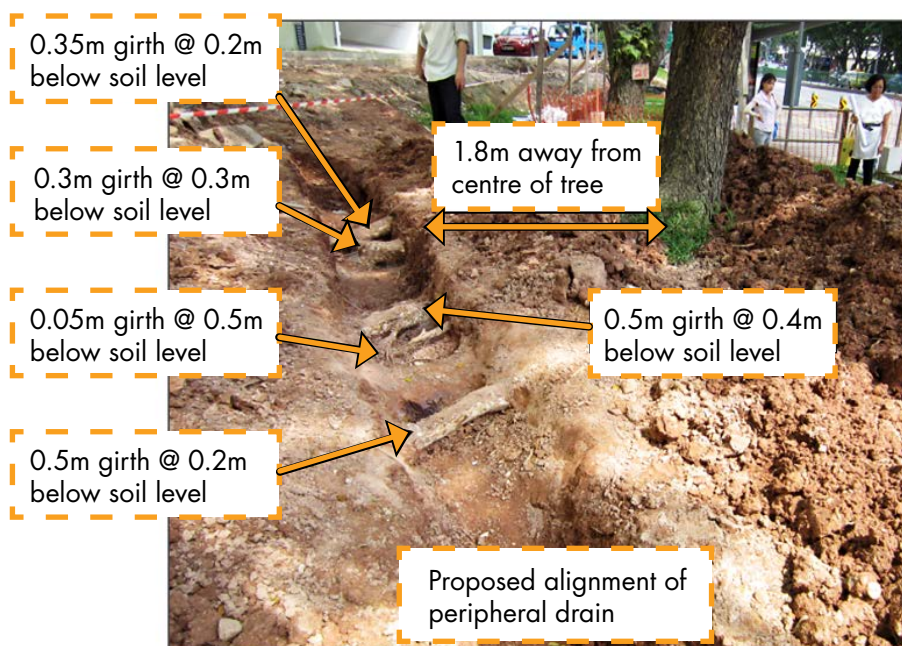 0.35m girth @ 0.2m
below soil level
0.3m girth @ 0.3m
below soil level
1.8m away from
centre of tree
0.05m girth @ 0.5m
below soil level
0.5m girth @ 0.4m
below soil level
0.5m girth @ 0.2m
below soil level
Proposed alignment of
peripheral drain